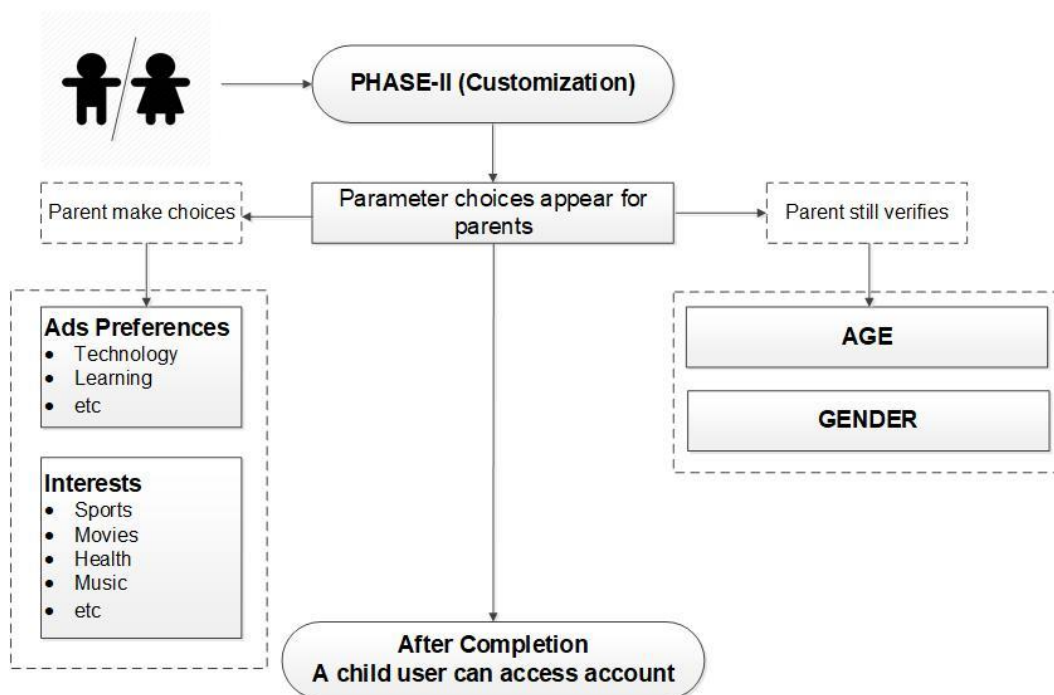 PHASE-II (Customization)
Parent make choices
Parameter choices appear for
parents
Parent still verifies
Ads Preferences
• Technology
• Learning
• etc
Interests
• Sports
• Movies
• Health
• Music
• etc
AGE
GENDER
After Completion
A child user can access account